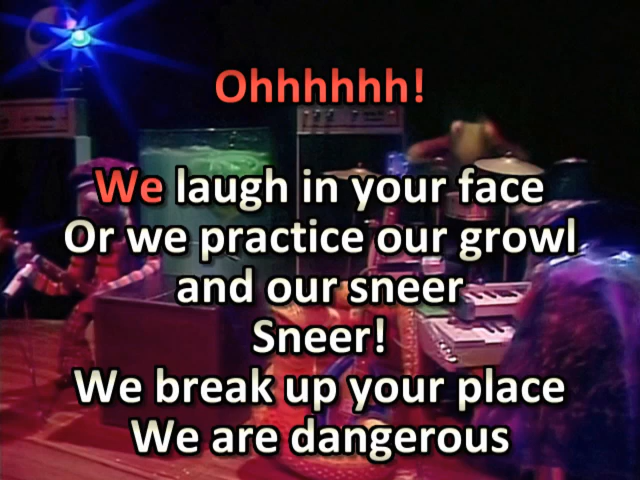 Ohhhhhh!
We laugh in your face
Or we practice our growl
and our sneer
Sneer!
We break up your place
We are dangerous